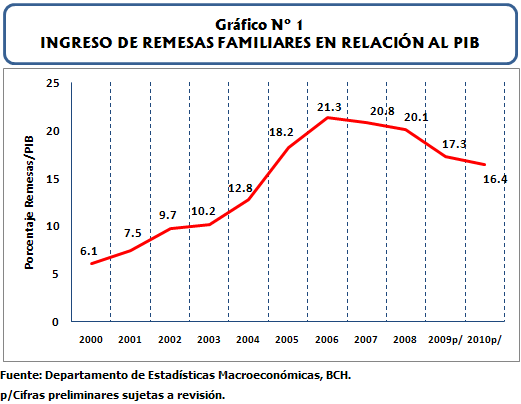 Gráfico N° 1
INGRESO DE REMESAS FAMILIARES EN RELACIÓN AL PIB
Porcentaje Remesas/PIB
25
20
15
10
5
0
6.1
7.5
9.7
10.2
12.8
18.2
21.3
20.8
20.1
17.3
16.4
2000 2001 2002 2003 2004 2005 2006 2007 2008 2009p/ 2010p/
Fuente: Departamento de Estadísticas Macroeconómicas, BCH.
p/Cifras preliminares sujetas a revisión.